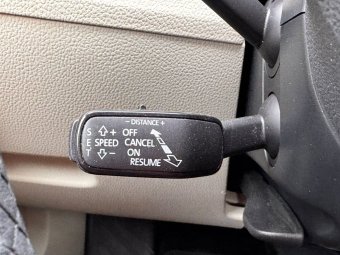 - DISTANCE +
S + OFF
E SPEED CANCEL
T - ON
RESUME